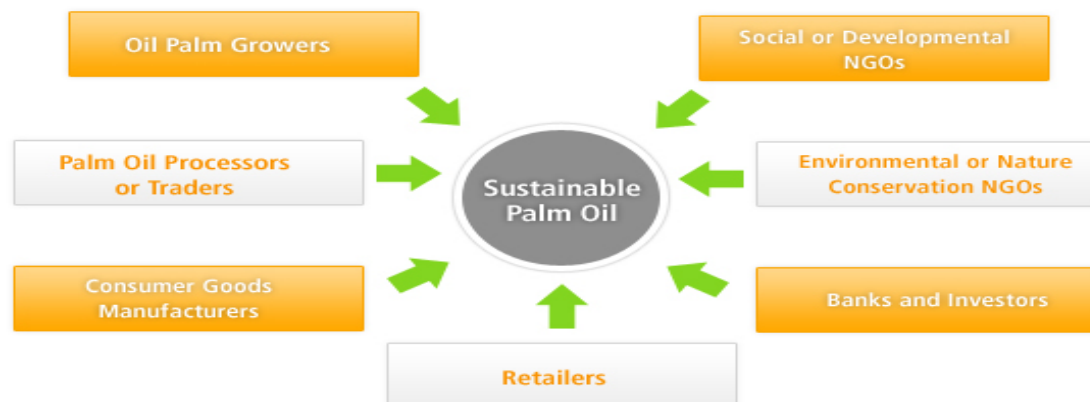 Oil Palm Growers
Social or Developmental
NGOs
Palm Oil Processors
or Traders
Sustainable
Palm Oil
Environmental or Nature
Conservation NGOs
Consumer Goods
Manufacturers
Banks and Investors
Retailers